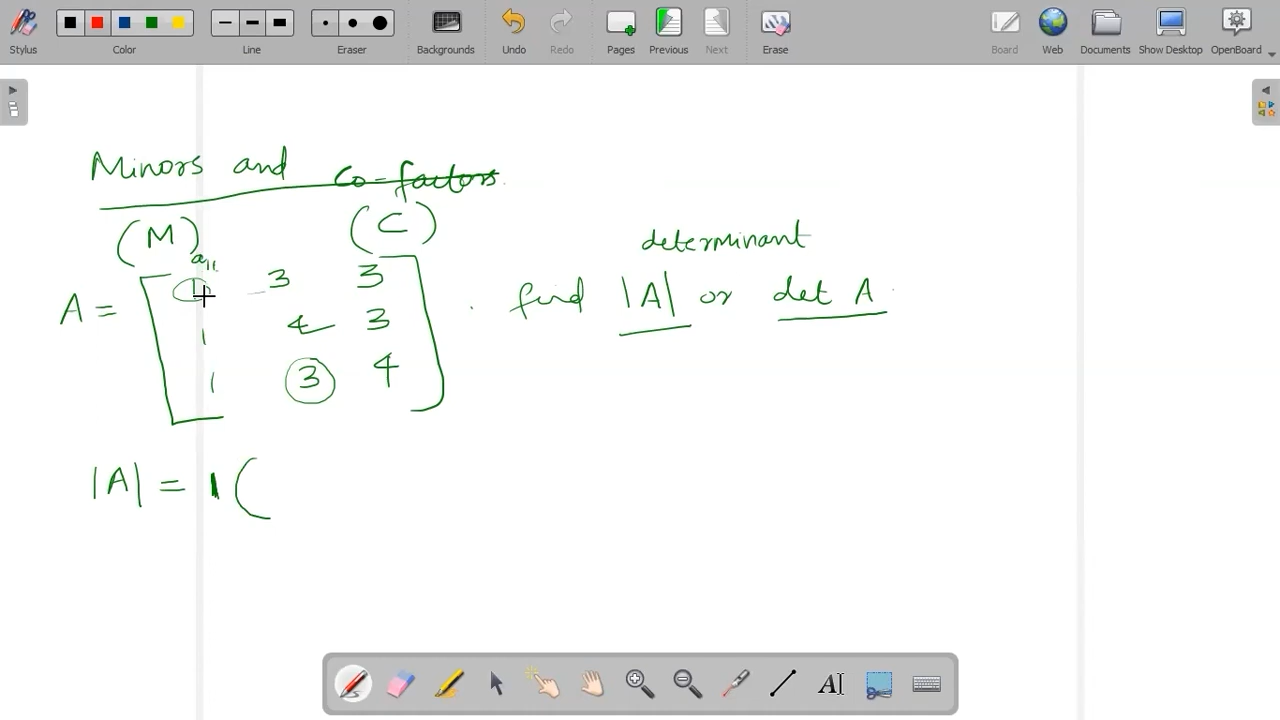 Stylus Color Line Eraser Backgrounds Undo Redo Pages Previous Next Erase Board Web Documents Show Desktop OpenBoard
Minors and co-factors
(M) (C)
determinant
a11
A = [ 1 3 3 . find |A| or det A.
1 4 3
1 3 4 ]
|A| = 1 (